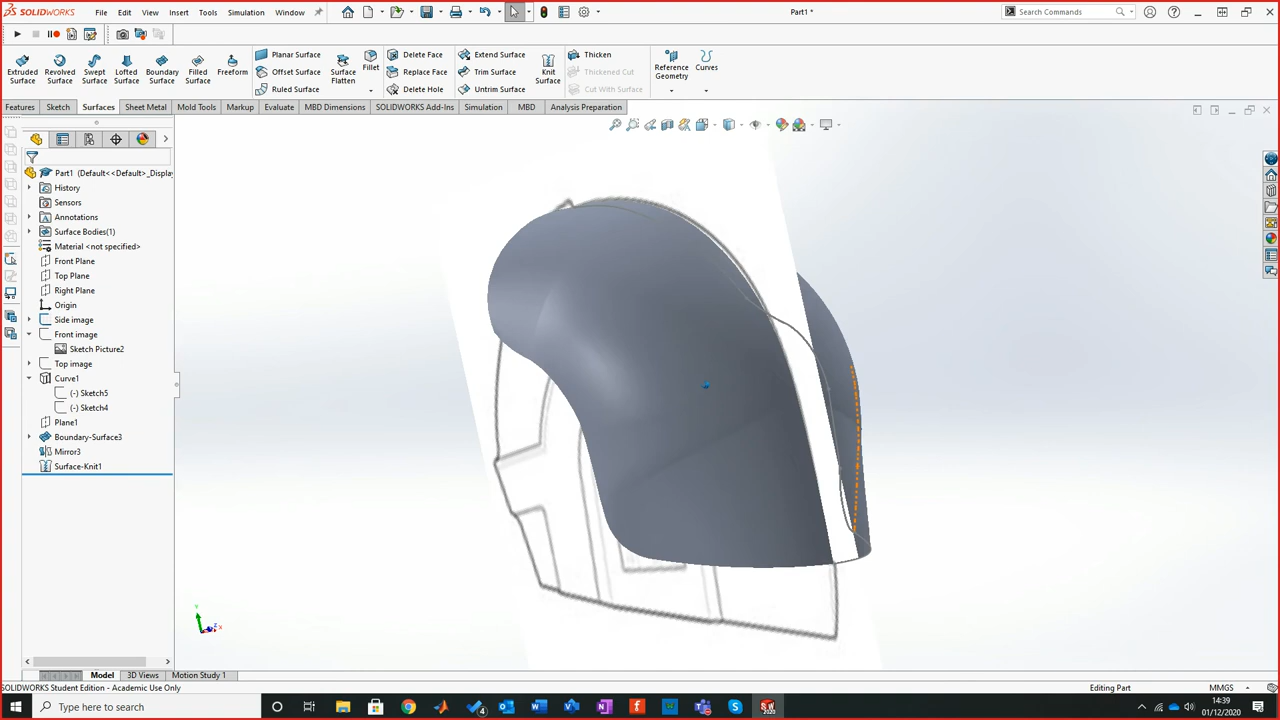 SOLIDWORKS File Edit View Insert Tools Simulation Window Part1 * Search Commands
Extruded Surface Revolved Surface Swept Surface Lofted Surface Boundary Surface Filled Surface Freeform Planar Surface Offset Surface Ruled Surface Surface Flatten Fillet Delete Face Replace Face Delete Hole Extend Surface Trim Surface Untrim Surface Knit Surface Thicken Thickened Cut Cut With Surface Reference Geometry Curves
Features Sketch Surfaces Sheet Metal Mold Tools Markup Evaluate MBD Dimensions SOLIDWORKS Add-Ins Simulation MBD Analysis Preparation
Part1 (Default<<Default>_Display
History
Sensors
Annotations
Surface Bodies(1)
Material <not specified>
Front Plane
Top Plane
Right Plane
Origin
Side image
Front image
Sketch Picture2
Top image
Curve1
(-) Sketch5
(-) Sketch4
Plane1
Boundary-Surface3
Mirror3
Surface-Knit1
Model 3D Views Motion Study 1
SOLIDWORKS Student Edition - Academic Use Only Editing Part MMGS
Type here to search 14:39
01/12/2020